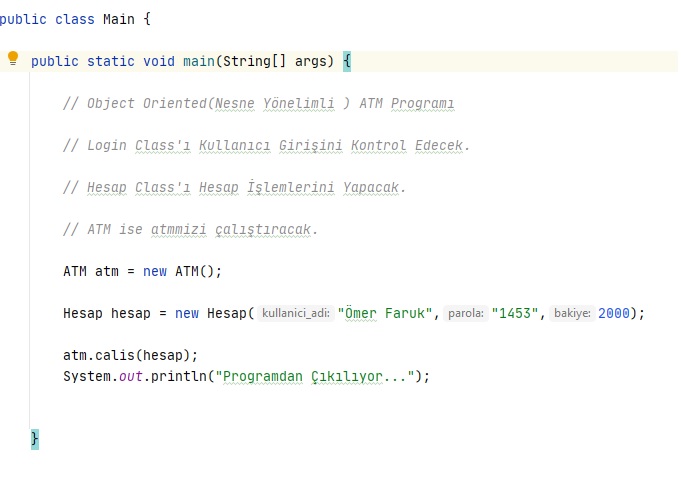 public class Main {
public static void main(String[] args) {
// Object Oriented(Nesne Yönelimli ) ATM Programı
// Login Class'ı Kullanıcı Girişini Kontrol Edecek.
// Hesap Class'ı Hesap İşlemlerini Yapacak.
// ATM ise atmmizi çalıştıracak.
ATM atm = new ATM();
Hesap hesap = new Hesap( kullanici_adi: "Ömer Faruk", parola: "1453", bakiye: 2000);
atm.calis(hesap);
System.out.println("Programdan Çıkılıyor...");
}